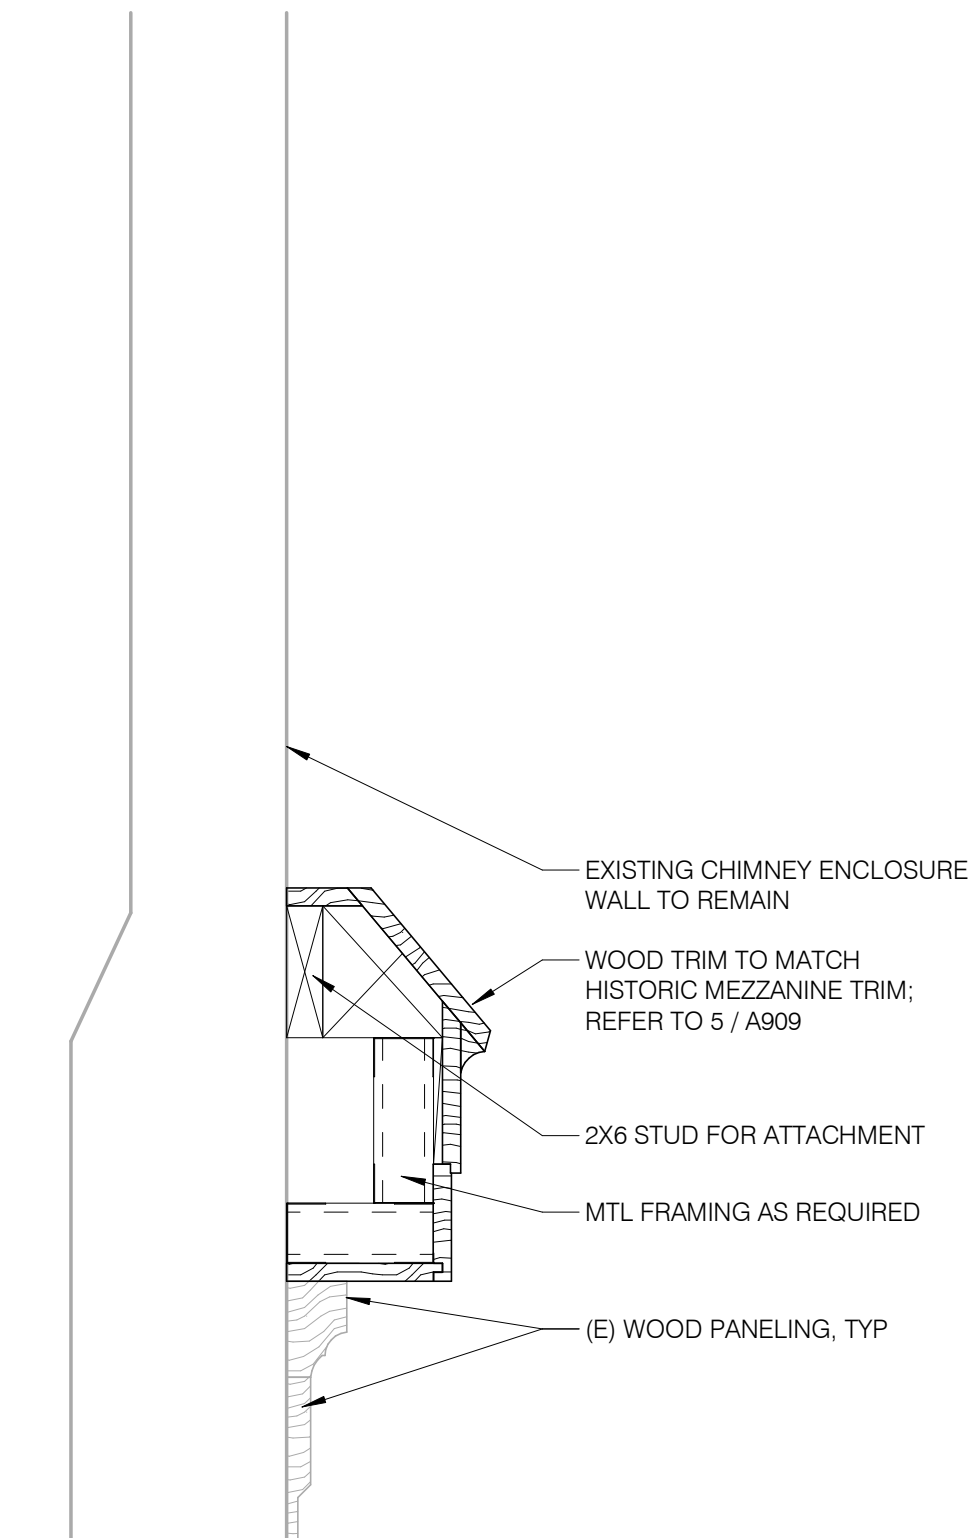 EXISTING CHIMNEY ENCLOSURE
WALL TO REMAIN
WOOD TRIM TO MATCH
HISTORIC MEZZANINE TRIM;
REFER TO 5 / A909
2X6 STUD FOR ATTACHMENT
MTL FRAMING AS REQUIRED
(E) WOOD PANELING, TYP